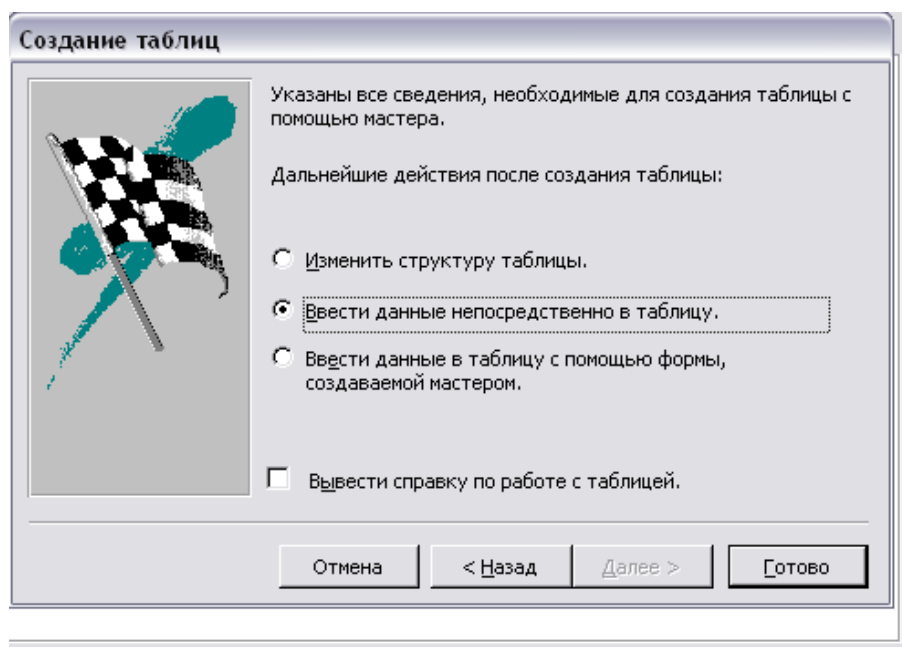 Создание таблиц
Указаны все сведения, необходимые для создания таблицы с
помощью мастера.
Дальнейшие действия после создания таблицы:
Изменить структуру таблицы.
Ввести данные непосредственно в таблицу.
Ввести данные в таблицу с помощью формы,
создаваемой мастером.
Вывести справку по работе с таблицей.
Отмена
< Назад
Далее >
Готово